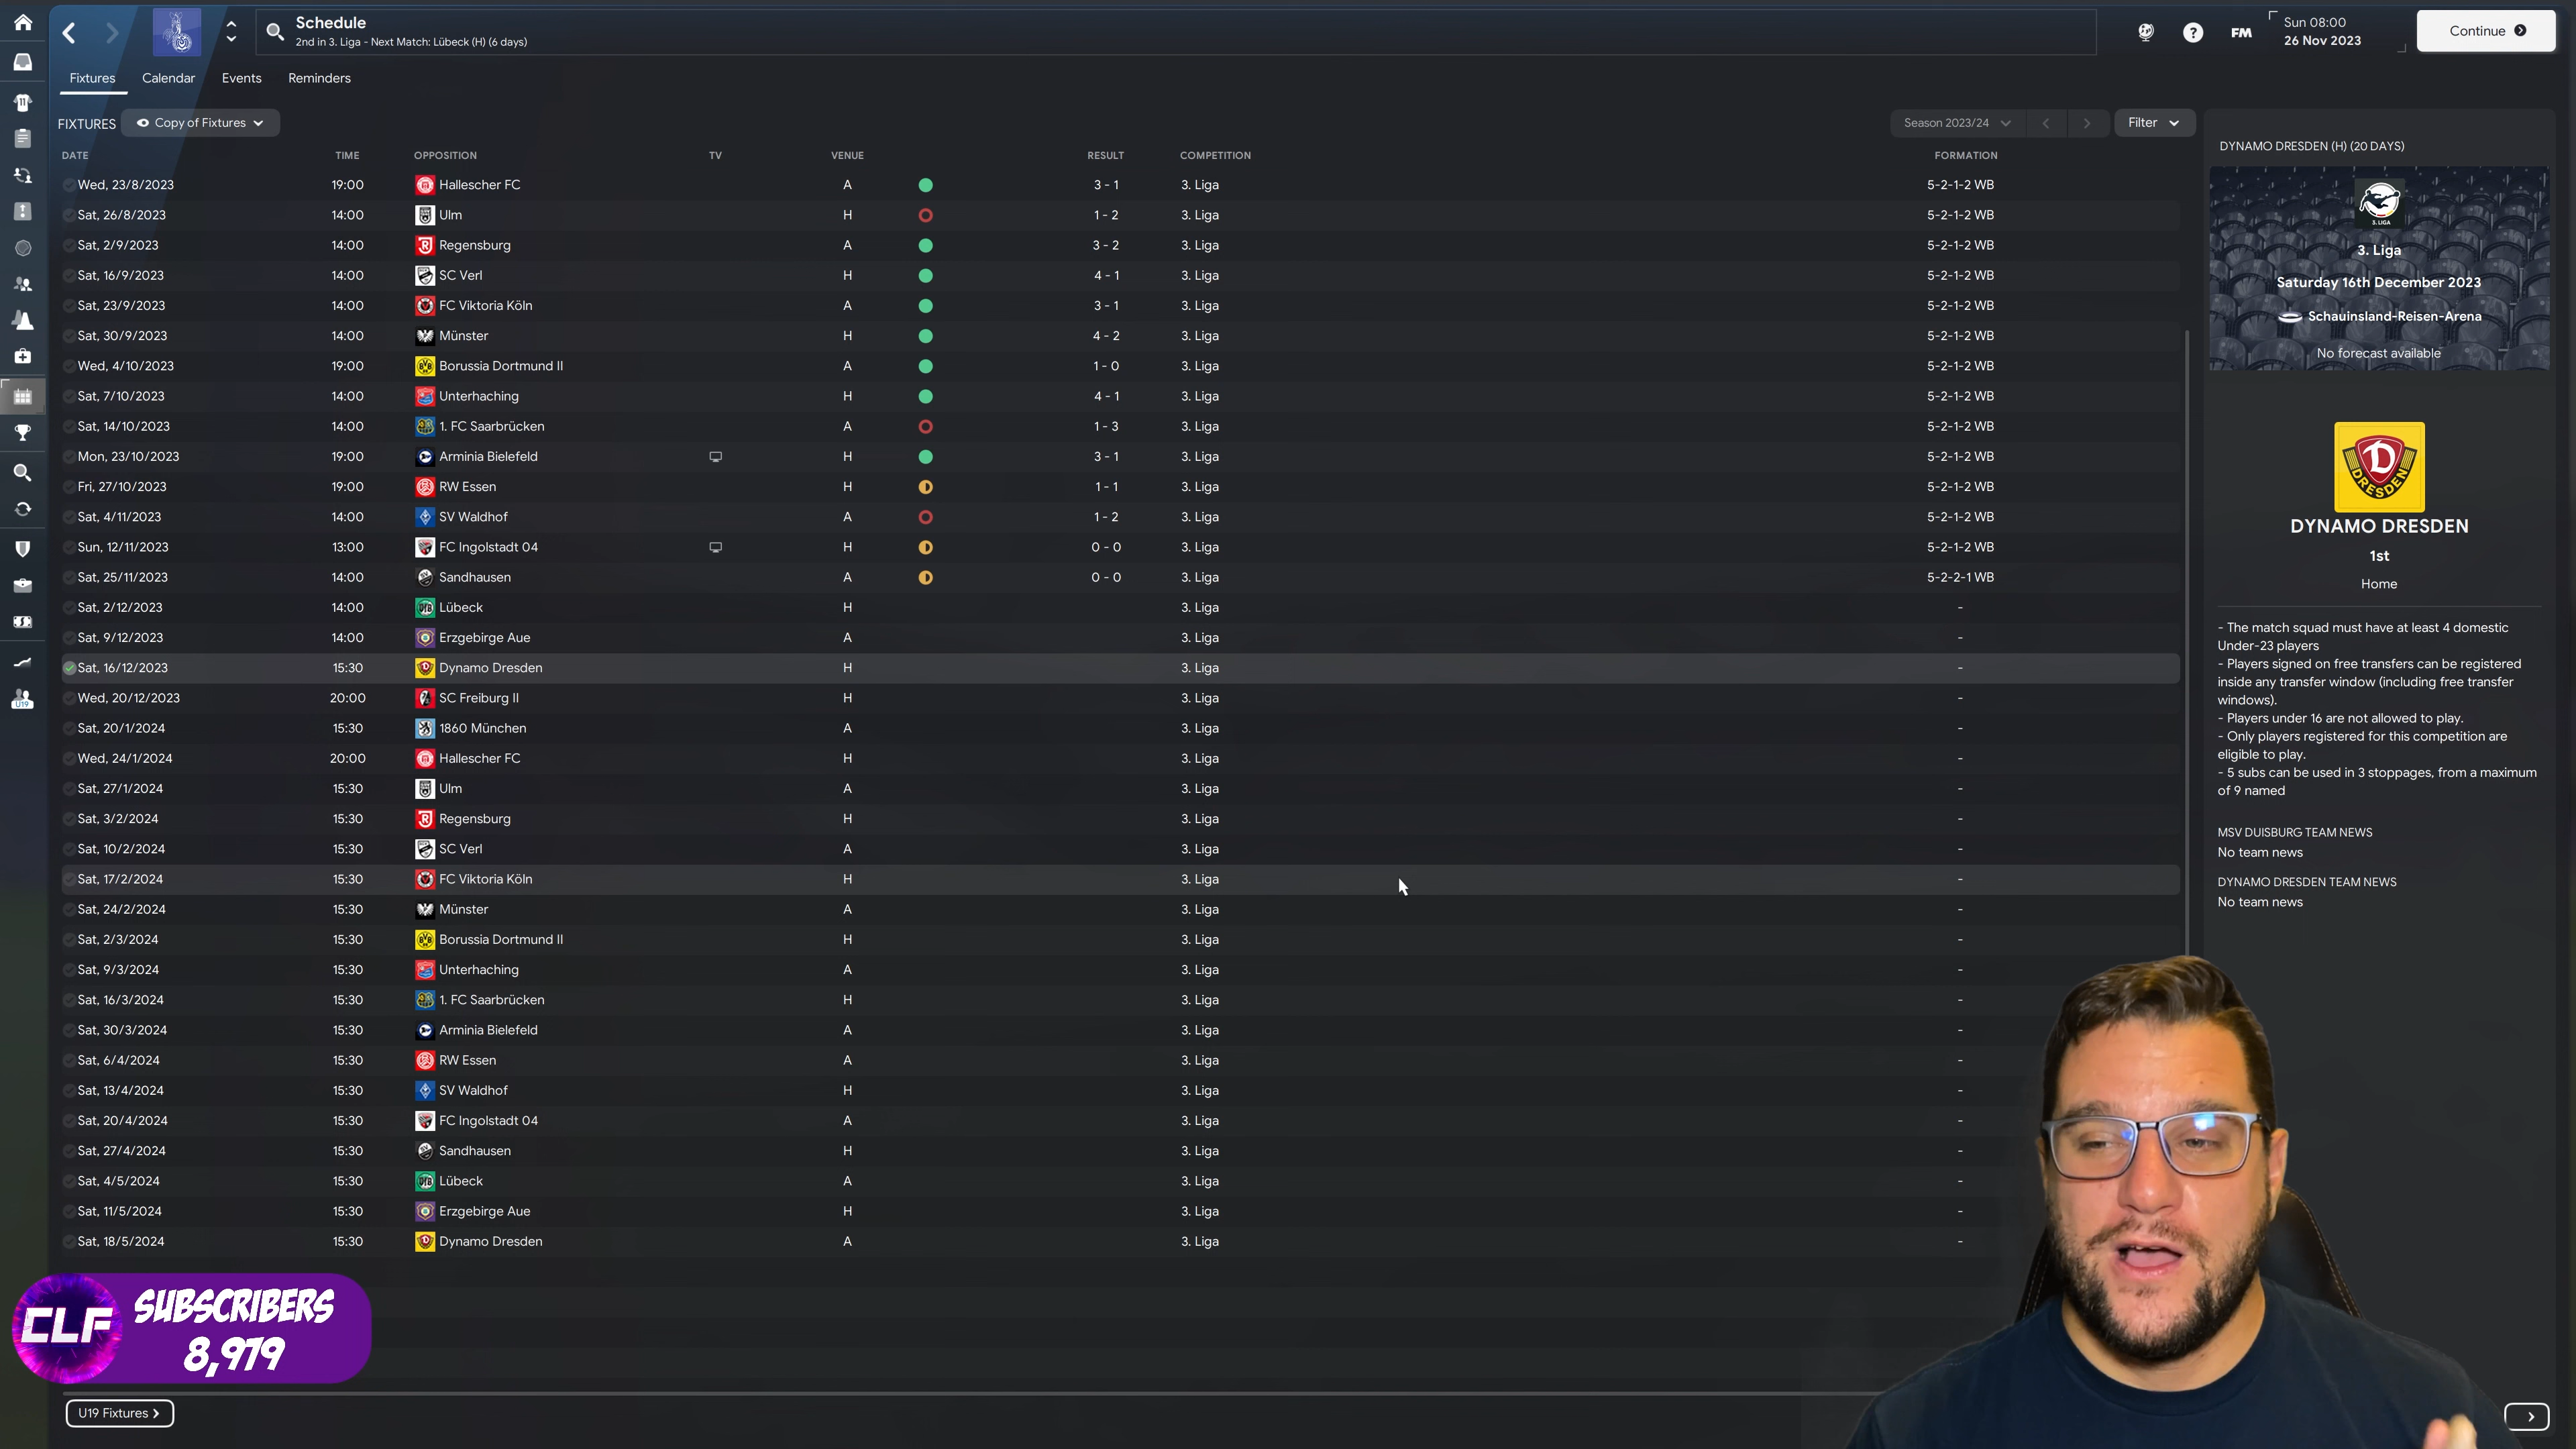 Schedule
2nd in 3. Liga - Next Match: Lübeck (H) (6 days)
FM
Sun 08:00
26 Nov 2023
Continue
Fixtures Calendar Events Reminders
FIXTURES Copy of Fixtures
Season 2023/24
Filter
DATE TIME OPPOSITION TV VENUE RESULT COMPETITION FORMATION
Wed, 23/8/2023 19:00 Hallescher FC A 3 - 1 3. Liga 5-2-1-2 WB
Sat, 26/8/2023 14:00 Ulm H 1 - 2 3. Liga 5-2-1-2 WB
Sat, 2/9/2023 14:00 Regensburg A 3 - 2 3. Liga 5-2-1-2 WB
Sat, 16/9/2023 14:00 SC Verl H 4 - 1 3. Liga 5-2-1-2 WB
Sat, 23/9/2023 14:00 FC Viktoria Köln A 3 - 1 3. Liga 5-2-1-2 WB
Sat, 30/9/2023 14:00 Münster H 4 - 2 3. Liga 5-2-1-2 WB
Wed, 4/10/2023 19:00 Borussia Dortmund II A 1 - 0 3. Liga 5-2-1-2 WB
Sat, 7/10/2023 14:00 Unterhaching H 4 - 1 3. Liga 5-2-1-2 WB
Sat, 14/10/2023 14:00 1. FC Saarbrücken A 1 - 3 3. Liga 5-2-1-2 WB
Mon, 23/10/2023 19:00 Arminia Bielefeld H 3 - 1 3. Liga 5-2-1-2 WB
Fri, 27/10/2023 19:00 RW Essen H 1 - 1 3. Liga 5-2-1-2 WB
Sat, 4/11/2023 14:00 SV Waldhof A 1 - 2 3. Liga 5-2-1-2 WB
Sun, 12/11/2023 13:00 FC Ingolstadt 04 H 0 - 0 3. Liga 5-2-1-2 WB
Sat, 25/11/2023 14:00 Sandhausen A 0 - 0 3. Liga 5-2-2-1 WB
Sat, 2/12/2023 14:00 Lübeck H 3. Liga -
Sat, 9/12/2023 14:00 Erzgebirge Aue A 3. Liga -
Sat, 16/12/2023 15:30 Dynamo Dresden H 3. Liga -
Wed, 20/12/2023 20:00 SC Freiburg II H 3. Liga -
Sat, 20/1/2024 15:30 1860 München A 3. Liga -
Wed, 24/1/2024 20:00 Hallescher FC H 3. Liga -
Sat, 27/1/2024 15:30 Ulm A 3. Liga -
Sat, 3/2/2024 15:30 Regensburg H 3. Liga -
Sat, 10/2/2024 15:30 SC Verl A 3. Liga -
Sat, 17/2/2024 15:30 FC Viktoria Köln H 3. Liga -
Sat, 24/2/2024 15:30 Münster A 3. Liga -
Sat, 2/3/2024 15:30 Borussia Dortmund II H 3. Liga -
Sat, 9/3/2024 15:30 Unterhaching A 3. Liga -
Sat, 16/3/2024 15:30 1. FC Saarbrücken H 3. Liga -
Sat, 30/3/2024 15:30 Arminia Bielefeld A 3. Liga -
Sat, 6/4/2024 15:30 RW Essen A 3. Liga -
Sat, 13/4/2024 15:30 SV Waldhof H 3. Liga -
Sat, 20/4/2024 15:30 FC Ingolstadt 04 A 3. Liga -
Sat, 27/4/2024 15:30 Sandhausen H 3. Liga -
Sat, 4/5/2024 15:30 Lübeck A 3. Liga -
Sat, 11/5/2024 15:30 Erzgebirge Aue H 3. Liga -
Sat, 18/5/2024 15:30 Dynamo Dresden A 3. Liga -
DYNAMO DRESDEN (H) (20 DAYS)
3. LIGA
3. Liga
Saturday 16th December 2023
Schauinsland-Reisen-Arena
No forecast available
D
DRESDEN
DYNAMO DRESDEN
1st
Home
- The match squad must have at least 4 domestic
Under-23 players
- Players signed on free transfers can be registered
inside any transfer window (including free transfer
windows).
- Players under 16 are not allowed to play.
- Only players registered for this competition are
eligible to play.
- 5 subs can be used in 3 stoppages, from a maximum
of 9 named
MSV DUISBURG TEAM NEWS
No team news
DYNAMO DRESDEN TEAM NEWS
No team news
U19
CLF
SUBSCRIBERS
8,979
U19 Fixtures